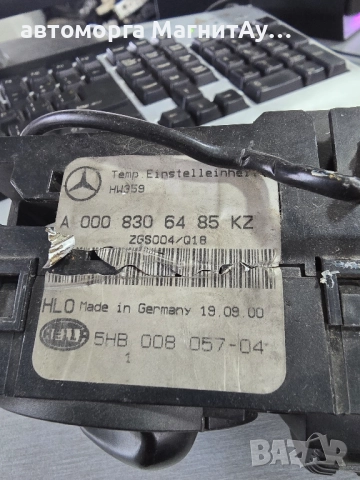 автоморга МагнитАу...
Temp Einstelleinheit
HW359
A 000 830 64 85 KZ
ZGS004/Q18
HLO Made in Germany 19.09.00
HELLA 5HB 008 057-04
1
BAZAR